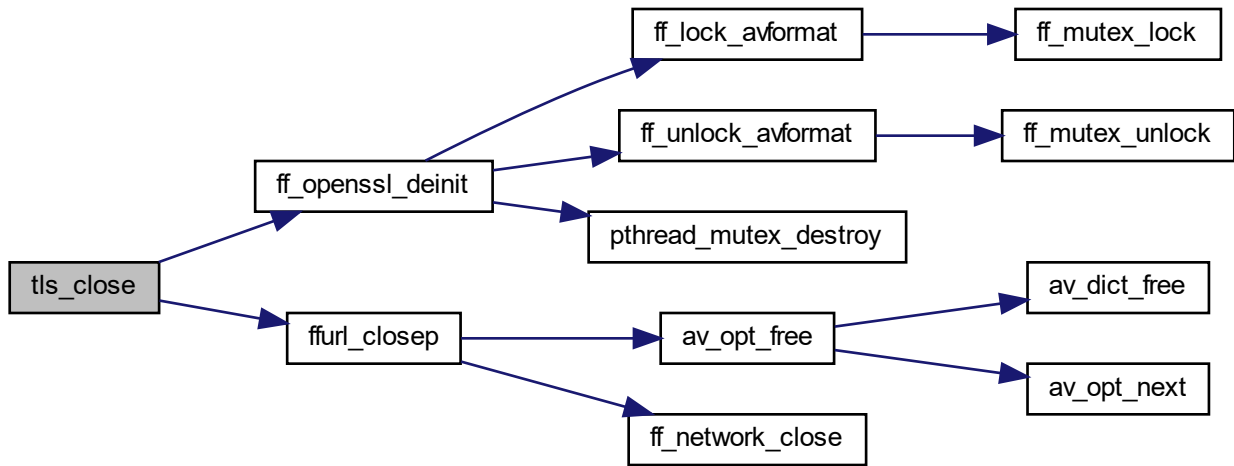 ff_lock_avformat
ff_mutex_lock
ff_unlock_avformat
ff_mutex_unlock
ff_openssl_deinit
pthread_mutex_destroy
tls_close
av_dict_free
ffurl_closep
av_opt_free
av_opt_next
ff_network_close